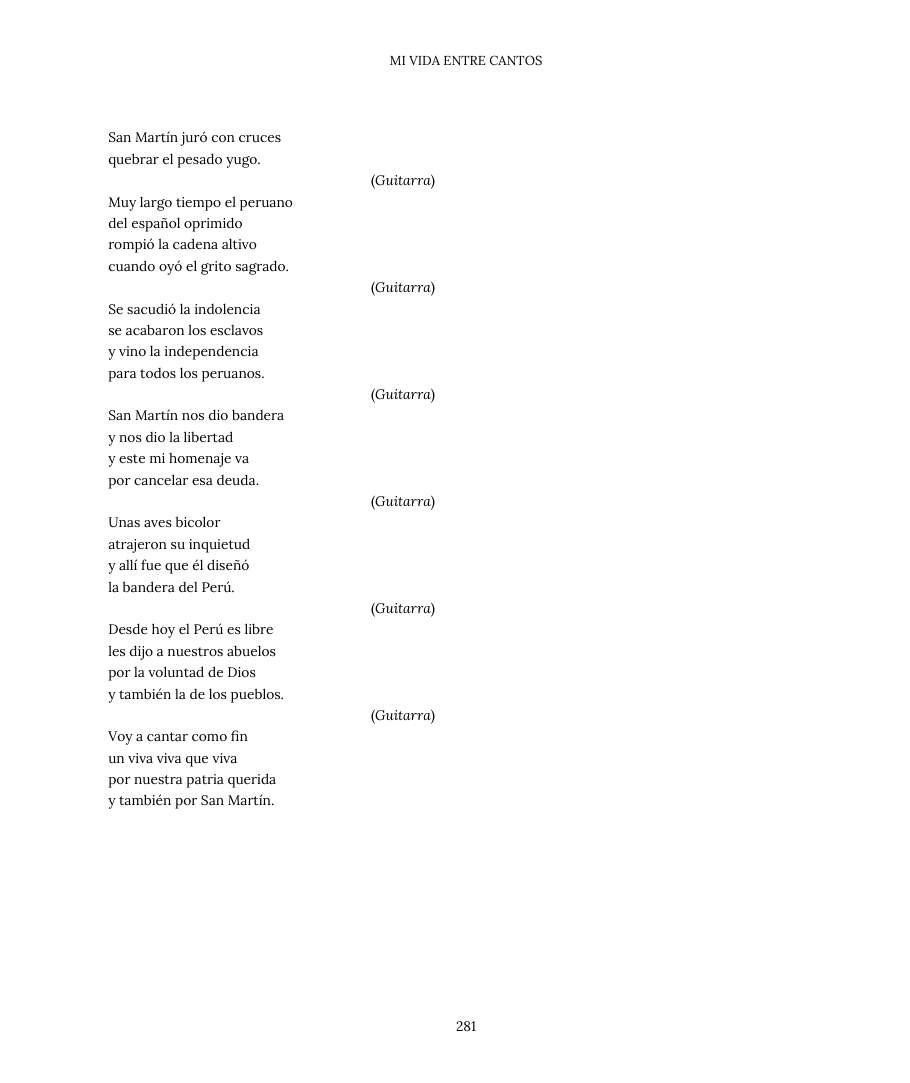 MI VIDA ENTRE CANTOS
San Martín juró con cruces
quebrar el pesado yugo.
(Guitarra)
Muy largo tiempo el peruano
del español oprimido
rompió la cadena altivo
cuando oyó el grito sagrado.
(Guitarra)
Se sacudió la indolencia
se acabaron los esclavos
y vino la independencia
para todos los peruanos.
(Guitarra)
San Martín nos dio bandera
y nos dio la libertad
y este mi homenaje va
por cancelar esa deuda.
(Guitarra)
Unas aves bicolor
atrajeron su inquietud
y allí fue que él diseñó
la bandera del Perú.
(Guitarra)
Desde hoy el Perú es libre
les dijo a nuestros abuelos
por la voluntad de Dios
y también la de los pueblos.
(Guitarra)
Voy a cantar como fin
un viva viva que viva
por nuestra patria querida
y también por San Martín.
281